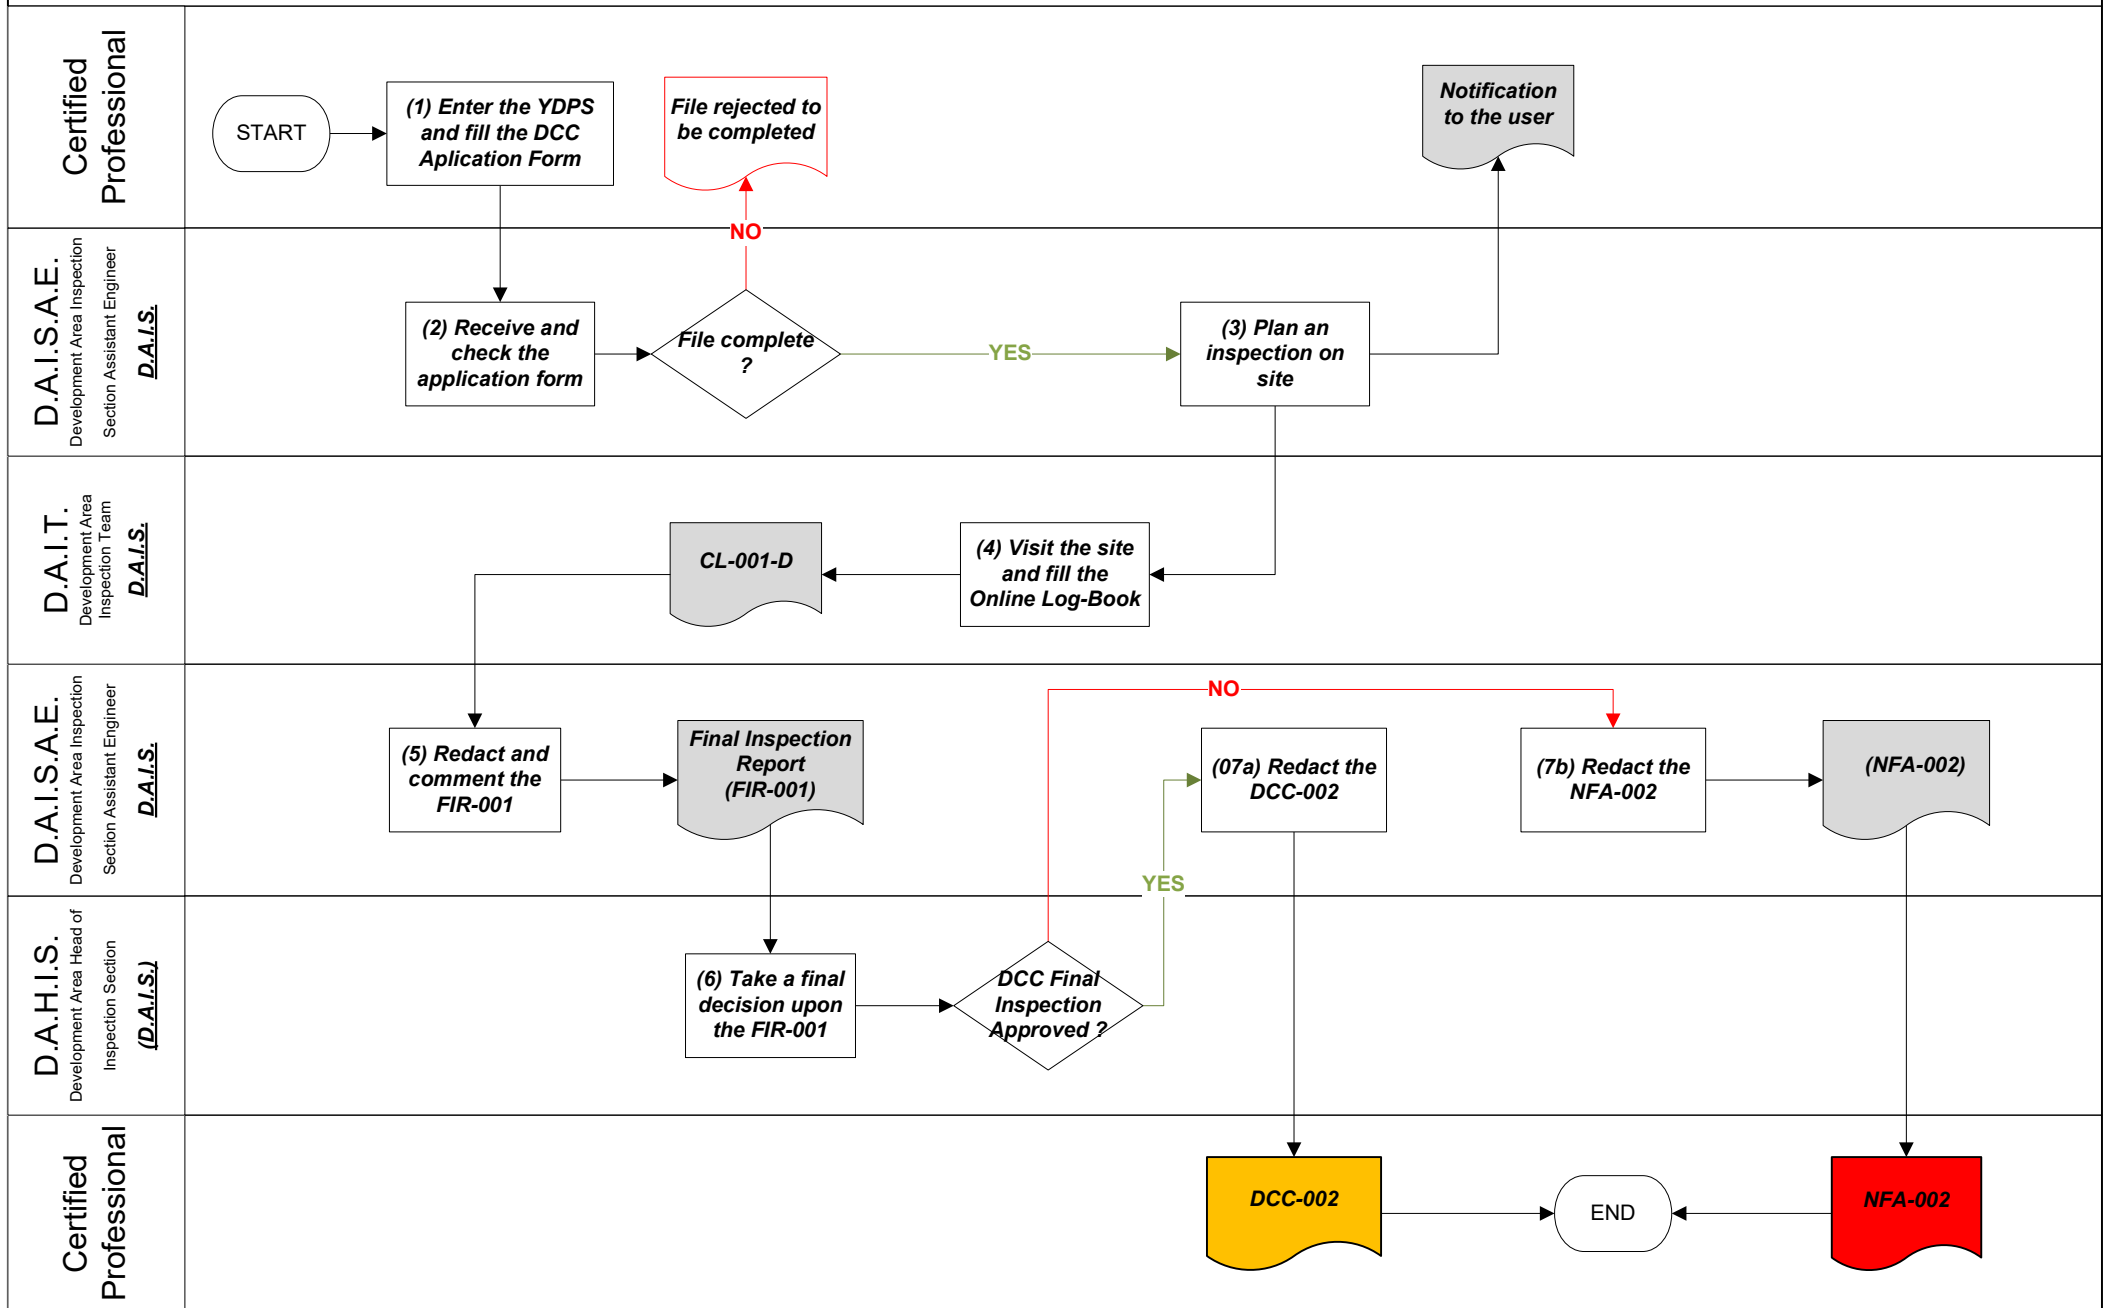 Certified
Professional
START
(1) Enter the YDPS
and fill the DCC
Aplication Form
File rejected to
be completed
Notification
to the user
NO
D.A.I.S.A.E.
Development Area Inspection
Section Assistant Engineer
D.A.I.S.
(2) Receive and
check the
application form
File complete
?
YES
(3) Plan an
inspection on
site
D.A.I.T.
Development Area
Inspection Team
D.A.I.S.
CL-001-D
(4) Visit the site
and fill the
Online Log-Book
D.A.I.S.A.E.
Development Area Inspection
Section Assistant Engineer
D.A.I.S.
NO
(5) Redact and
comment the
FIR-001
Final Inspection
Report
(FIR-001)
(07a) Redact the
DCC-002
(7b) Redact the
NFA-002
(NFA-002)
YES
D.A.H.I.S.
Development Area Head of
Inspection Section
(D.A.I.S.)
(6) Take a final
decision upon
the FIR-001
DCC Final
Inspection
Approved ?
Certified
Professional
DCC-002
END
NFA-002